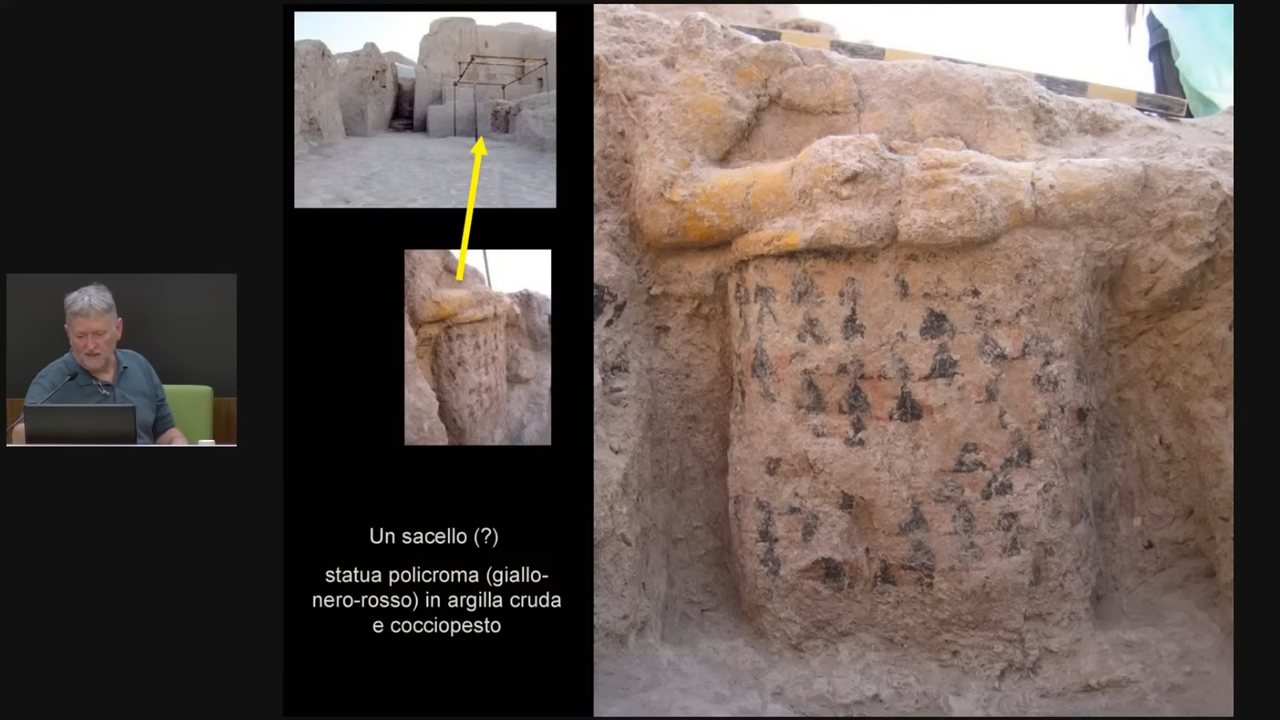 Un sacello (?)
statua policroma (giallo-
nero-rosso) in argilla cruda
e cocciopesto